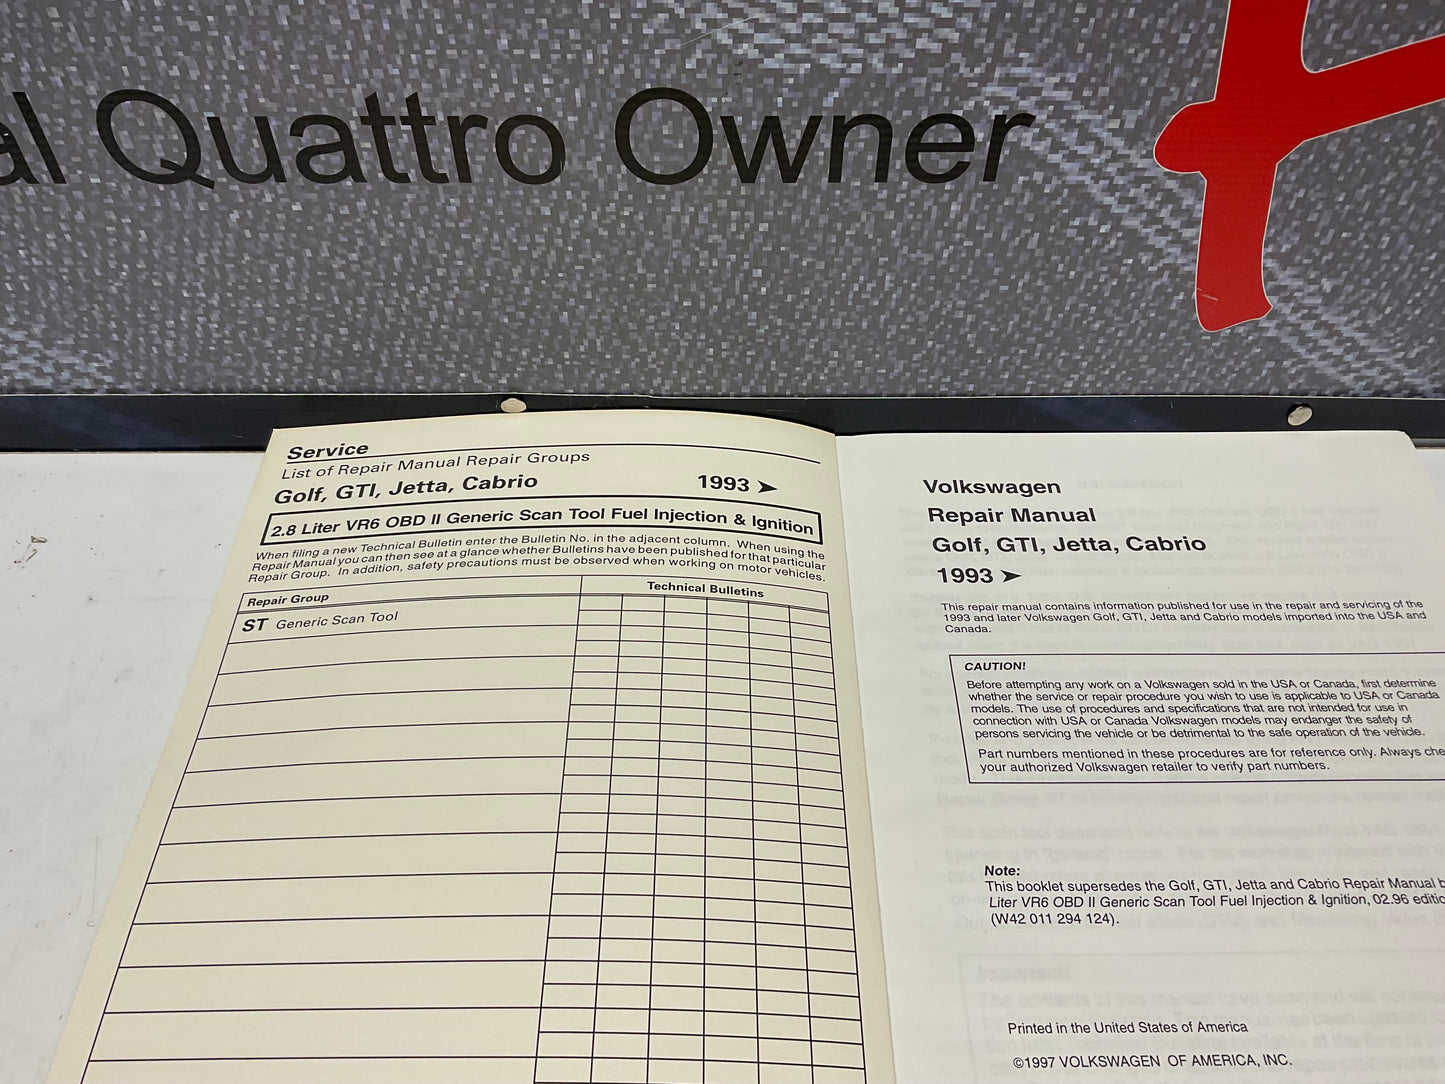 al Quattro Owner
Service
List of Repair Manual Repair Groups
Golf, GTI, Jetta, Cabrio 1993 ➤
2.8 Liter VR6 OBD II Generic Scan Tool Fuel Injection & Ignition
When filing a new Technical Bulletin enter the Bulletin No. in the adjacent column. When using the
Repair Manual you can then see at a glance whether Bulletins have been published for that particular
Repair Group. In addition, safety precautions must be observed when working on motor vehicles.
Repair Group Technical Bulletins
ST Generic Scan Tool
Volkswagen
Repair Manual
Golf, GTI, Jetta, Cabrio
1993 ➤
This repair manual contains information published for use in the repair and servicing of the
1993 and later Volkswagen Golf, GTI, Jetta and Cabrio models imported into the USA and
Canada.
CAUTION!
Before attempting any work on a Volkswagen sold in the USA or Canada, first determine
whether the service or repair procedure you wish to use is applicable to USA or Canada
models. The use of procedures and specifications that are not intended for use in
connection with USA or Canada Volkswagen models may endanger the safety of
persons servicing the vehicle or be detrimental to the safe operation of the vehicle.
Part numbers mentioned in these procedures are for reference only. Always che
your authorized Volkswagen retailer to verify part numbers.
Note:
This booklet supersedes the Golf, GTI, Jetta and Cabrio Repair Manual b
Liter VR6 OBD II Generic Scan Tool Fuel Injection & Ignition, 02.96 editio
(W42 011 294 124).
Printed in the United States of America
©1997 VOLKSWAGEN OF AMERICA, INC.